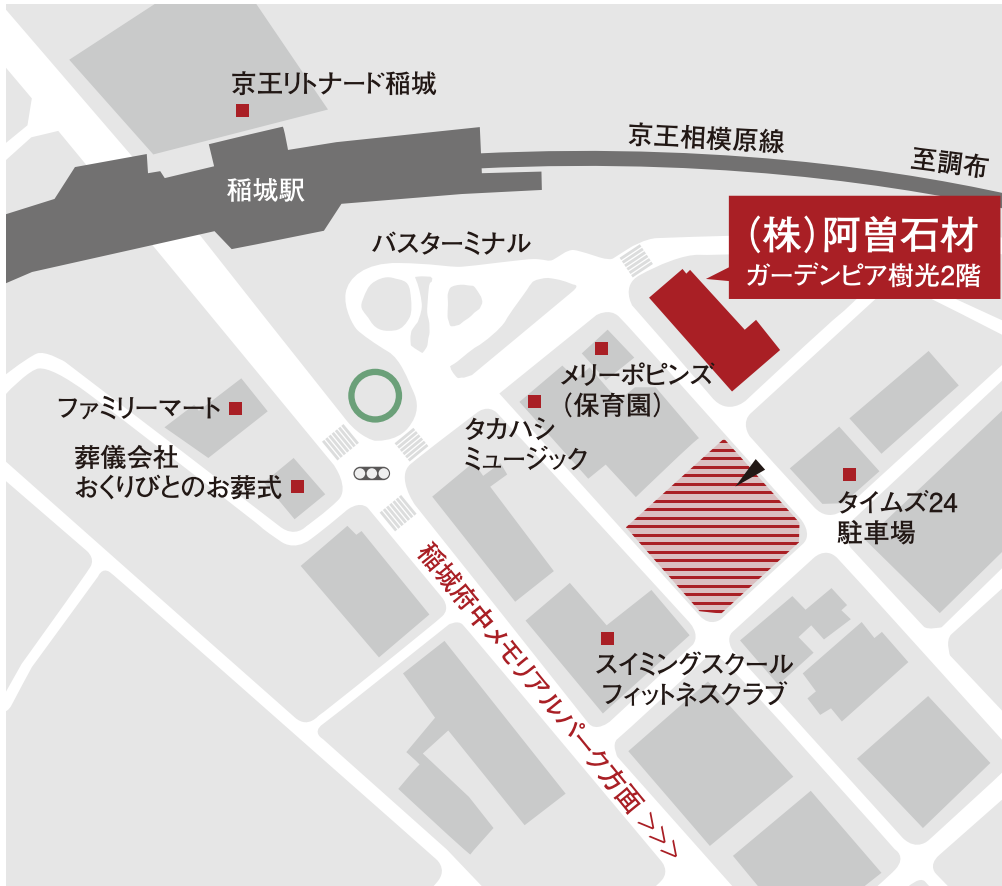 京王リトナード稲城
京王相模原線
至調布
稲城駅
(株)阿曽石材
ガーデンピア樹光2階
バスターミナル
メリーポピンズ
(保育園)
ファミリーマート
タカハシ
ミュージック
葬儀会社
おくりびとのお葬式
タイムズ24
駐車場
稲城府中メモリアルパーク方面 >>>
スイミングスクール
フィットネスクラブ